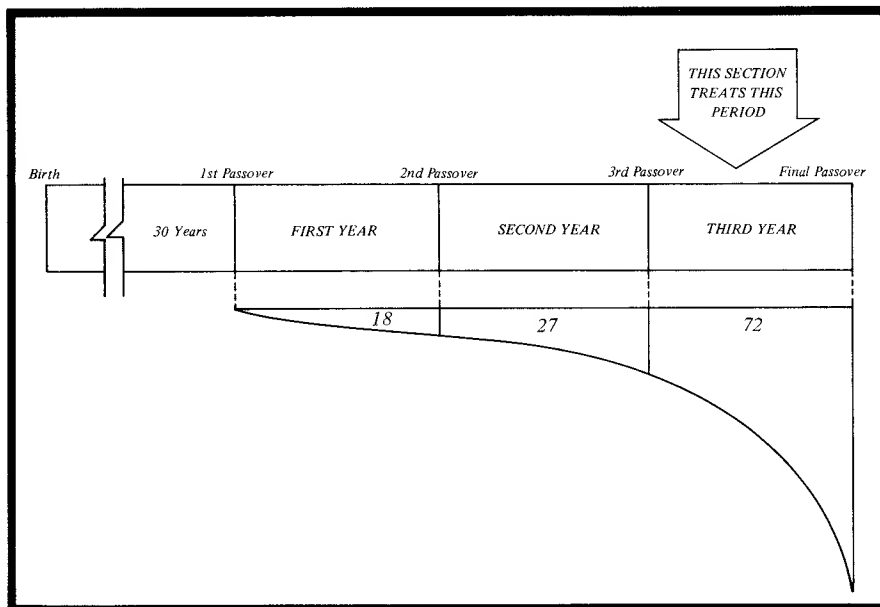 THIS SECTION
TREATS THIS
PERIOD
Birth 1st Passover 2nd Passover 3rd Passover Final Passover
30 Years FIRST YEAR SECOND YEAR THIRD YEAR
18 27 72